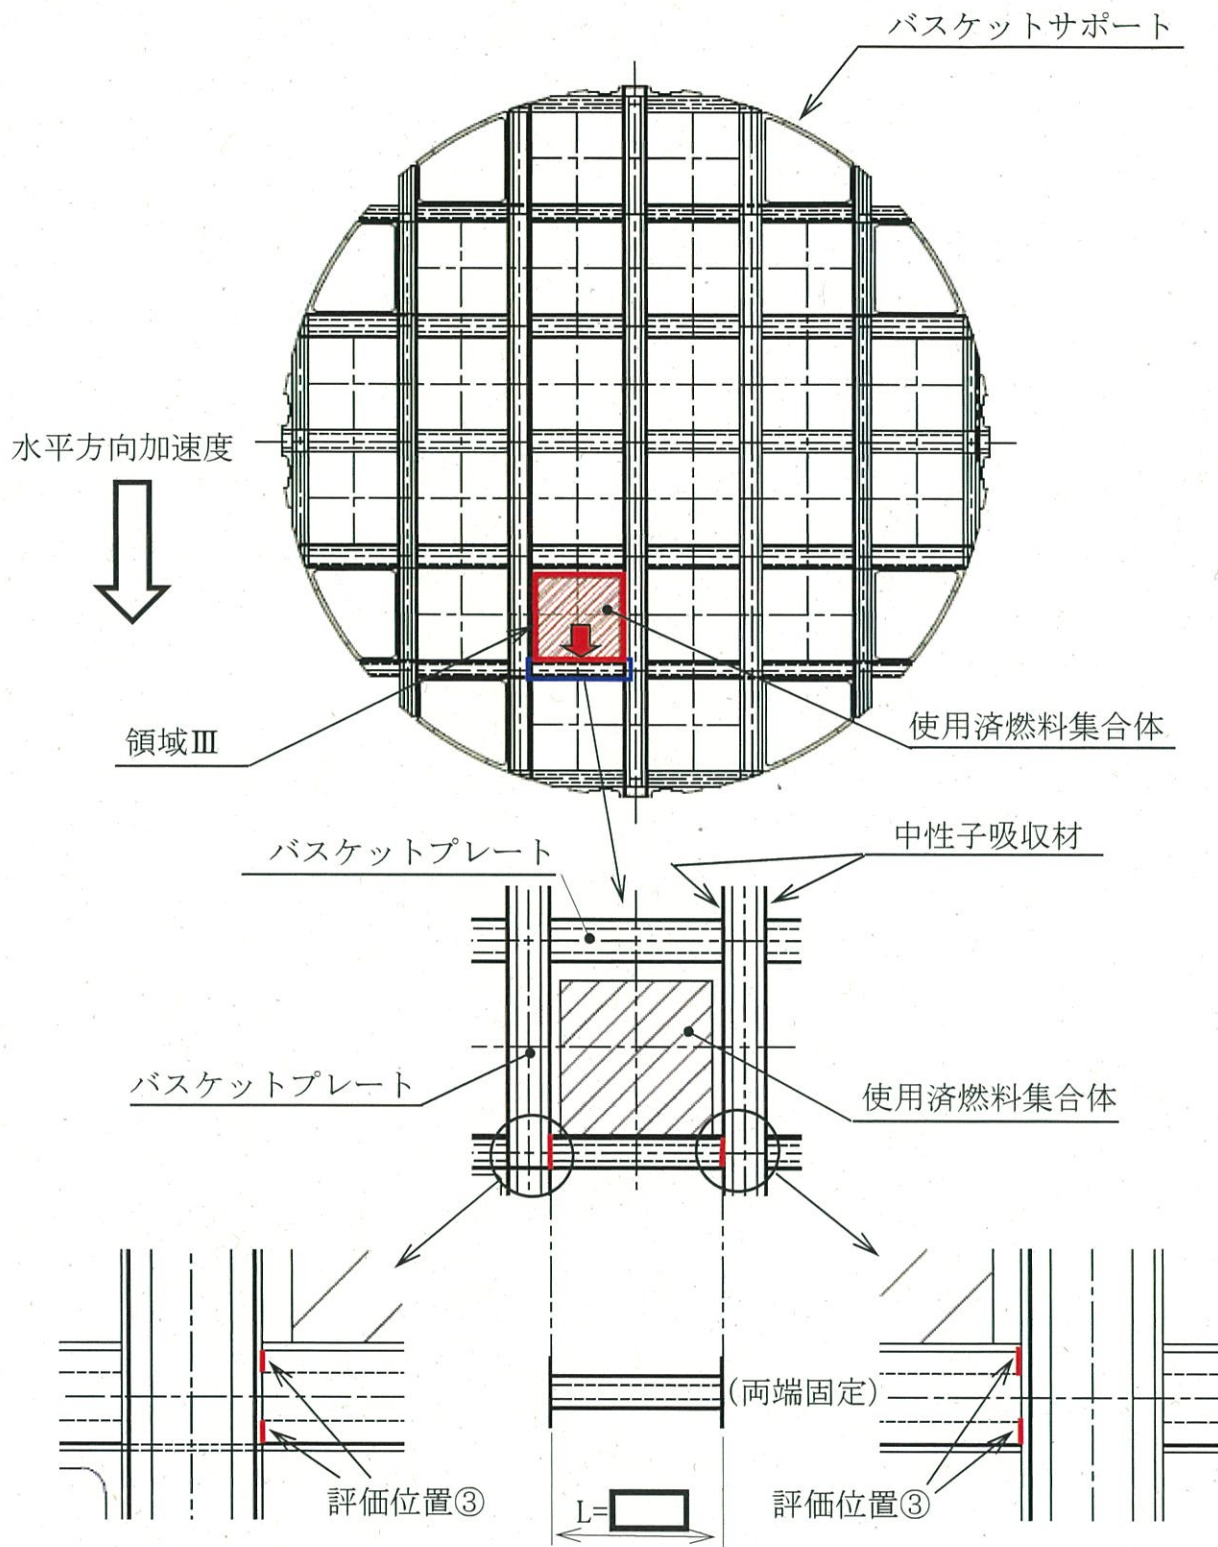 バスケットサポート
水平方向加速度
領域Ⅲ
使用済燃料集合体
バスケットプレート
中性子吸収材
バスケットプレート
使用済燃料集合体
(両端固定)
評価位置③
L=
評価位置③